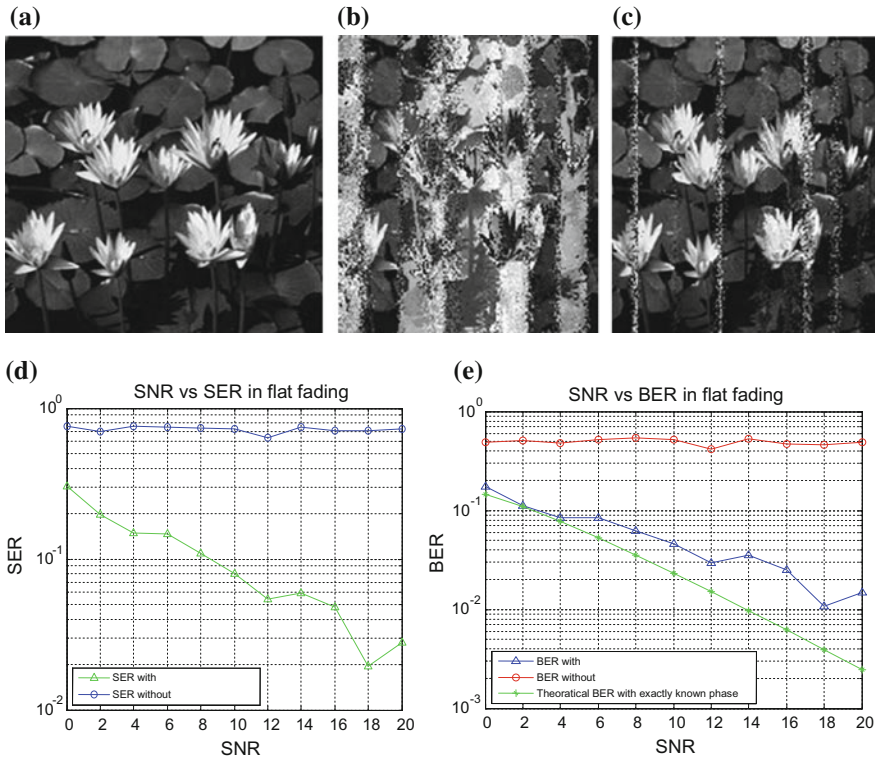 (a)
(b)
(c)
(d)
SNR vs SER in flat fading
10^0
10^-1
10^-2
SER
0 2 4 6 8 10 12 14 16 18 20
SNR
SER with
SER without
(e)
SNR vs BER in flat fading
10^0
10^-1
10^-2
10^-3
BER
0 2 4 6 8 10 12 14 16 18 20
SNR
BER with
BER without
Theoratical BER with exactly known phase